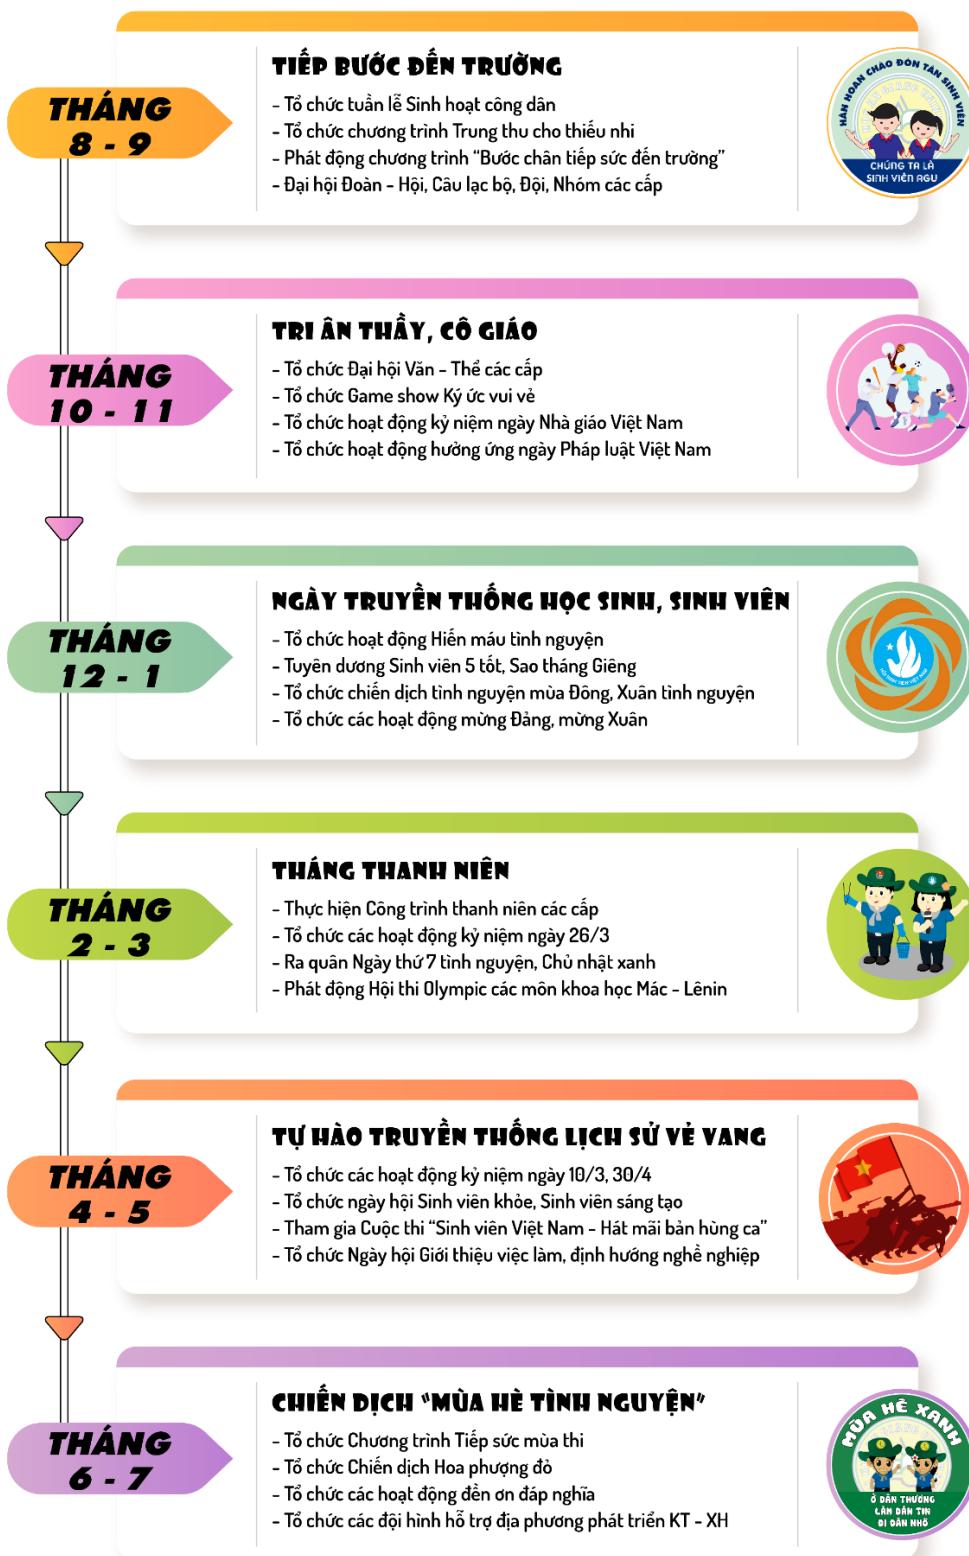 TIẾP BƯỚC ĐẾN TRƯỜNG
THÁNG
8 - 9
- Tổ chức tuần lễ Sinh hoạt công dân
- Tổ chức chương trình Trung thu cho thiếu nhi
- Phát động chương trình “Bước chân tiếp sức đến trường”
- Đại hội Đoàn - Hội, Câu lạc bộ, Đội, Nhóm các cấp
HÂN HOAN CHÀO ĐÓN TÂN SINH VIÊN
CHÚNG TA LÀ
SINH VIÊN AGU
TRI ÂN THẦY, CÔ GIÁO
THÁNG
10 - 11
- Tổ chức Đại hội Văn - Thể các cấp
- Tổ chức Game show Ký ức vui vẻ
- Tổ chức hoạt động kỷ niệm ngày Nhà giáo Việt Nam
- Tổ chức hoạt động hưởng ứng ngày Pháp luật Việt Nam
NGÀY TRUYỀN THỐNG HỌC SINH, SINH VIÊN
THÁNG
12 - 1
- Tổ chức hoạt động Hiến máu tình nguyện
- Tuyên dương Sinh viên 5 tốt, Sao tháng Giêng
- Tổ chức chiến dịch tình nguyện mùa Đông, Xuân tình nguyện
- Tổ chức các hoạt động mừng Đảng, mừng Xuân
HỘI SINH VIÊN VIỆT NAM
THÁNG THANH NIÊN
THÁNG
2 - 3
- Thực hiện Công trình thanh niên các cấp
- Tổ chức các hoạt động kỷ niệm ngày 26/3
- Ra quân Ngày thứ 7 tình nguyện, Chủ nhật xanh
- Phát động Hội thi Olympic các môn khoa học Mác - Lênin
TỰ HÀO TRUYỀN THỐNG LỊCH SỬ VẺ VANG
THÁNG
4 - 5
- Tổ chức các hoạt động kỷ niệm ngày 10/3, 30/4
- Tổ chức ngày hội Sinh viên khỏe, Sinh viên sáng tạo
- Tham gia Cuộc thi “Sinh viên Việt Nam - Hát mãi bản hùng ca”
- Tổ chức Ngày hội Giới thiệu việc làm, định hướng nghề nghiệp
CHIẾN DỊCH “MÙA HÈ TÌNH NGUYỆN”
THÁNG
6 - 7
- Tổ chức Chương trình Tiếp sức mùa thi
- Tổ chức Chiến dịch Hoa phượng đỏ
- Tổ chức các hoạt động đền ơn đáp nghĩa
- Tổ chức các đội hình hỗ trợ địa phương phát triển KT - XH
MÙA HÈ XANH
Ở DÂN THƯƠNG
LÀM DÂN TIN
ĐI DÂN NHỚ